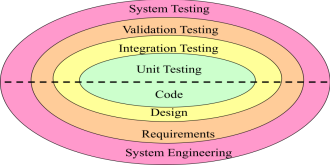 System Testing
Validation Testing
Integration Testing
Unit Testing
Code
Design
Requirements
System Engineering